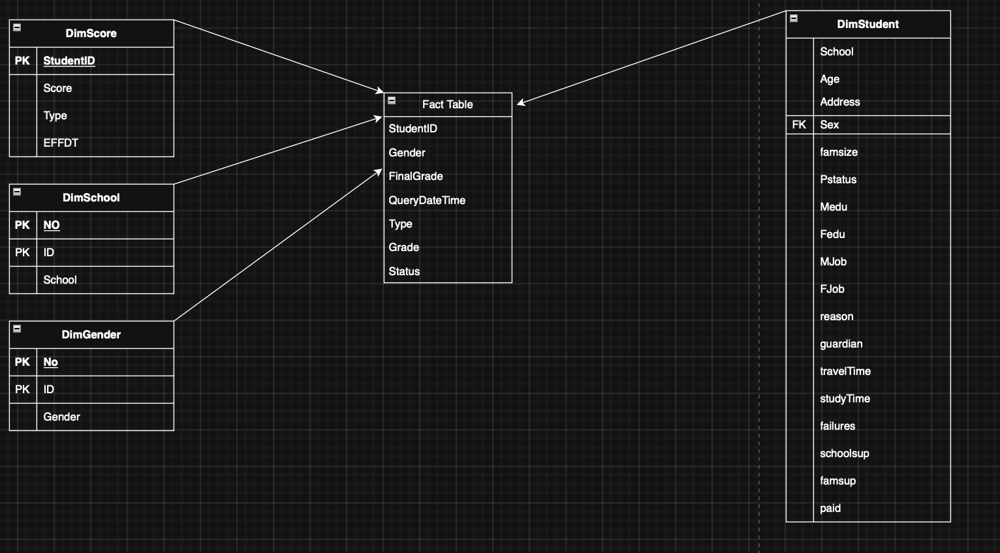 DimScore
PK StudentID
Score
Type
EFFDT
DimSchool
PK NO
PK ID
School
DimGender
PK No
PK ID
Gender
Fact Table
StudentID
Gender
FinalGrade
QueryDateTime
Type
Grade
Status
DimStudent
School
Age
Address
FK Sex
famsize
Pstatus
Medu
Fedu
MJob
FJob
reason
guardian
travelTime
studyTime
failures
schoolsup
famsup
paid